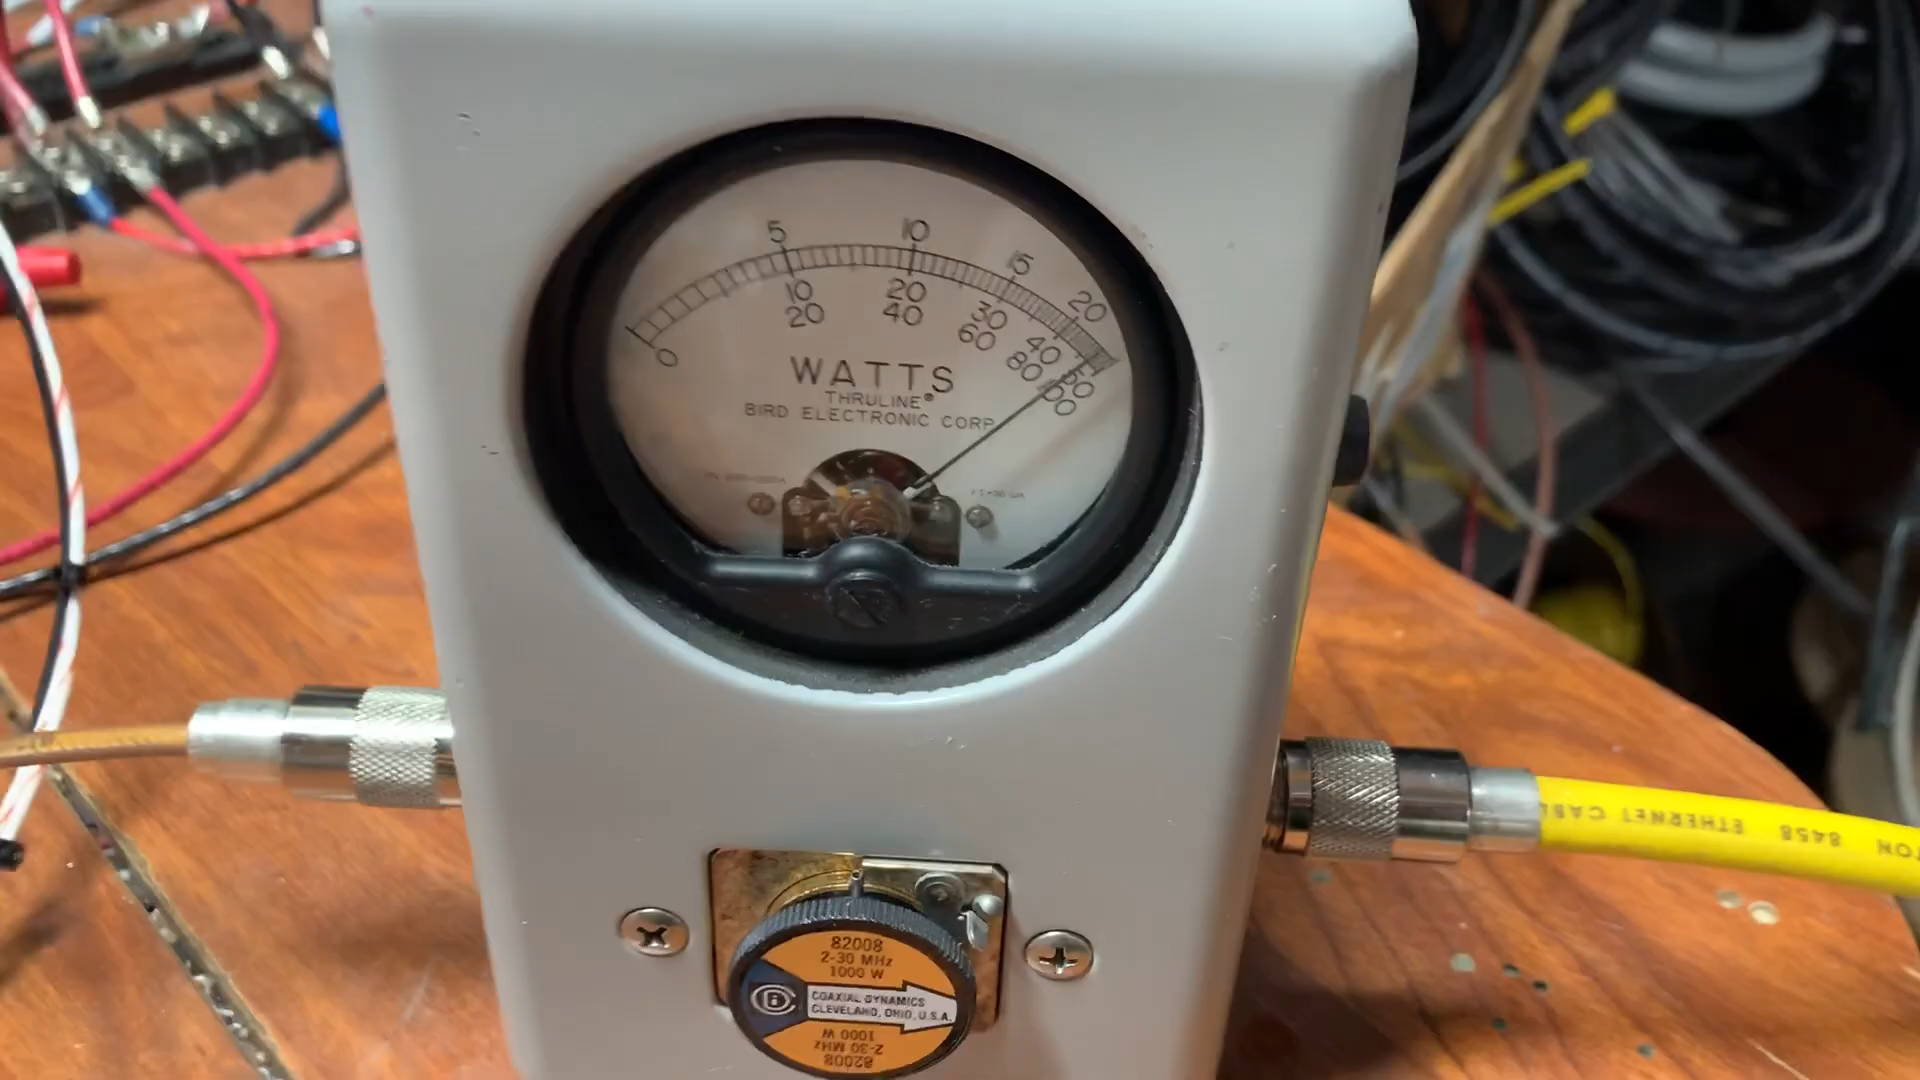 5 10 15 20
10 20 30 40 50
0 20 40 60 80 100
WATTS
THRULINE®
BIRD ELECTRONIC CORP.
82008
2-30 MHz
1000 W
COAXIAL DYNAMICS
CLEVELAND, OHIO, U.S.A.
1000 W
2-30 MHz
82008
8458 ETHERNET